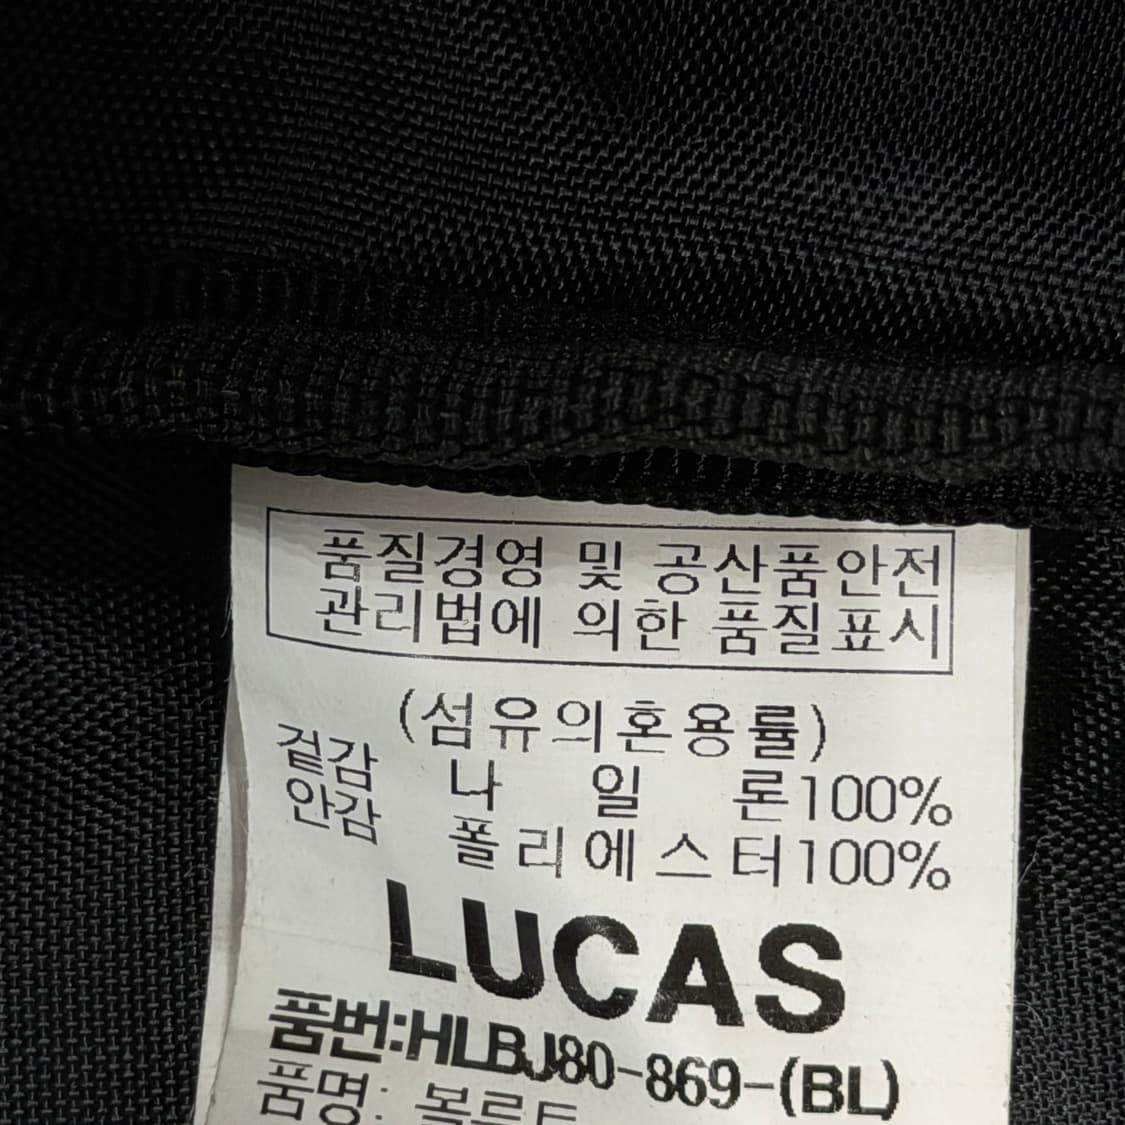 품질경영 및 공산품안전
관리법에 의한 품질표시
(섬유의혼용률)
겉감 나일론100%
안감 폴리에스터100%
LUCAS
품번:HLBJ80-869-(BL)
품명: